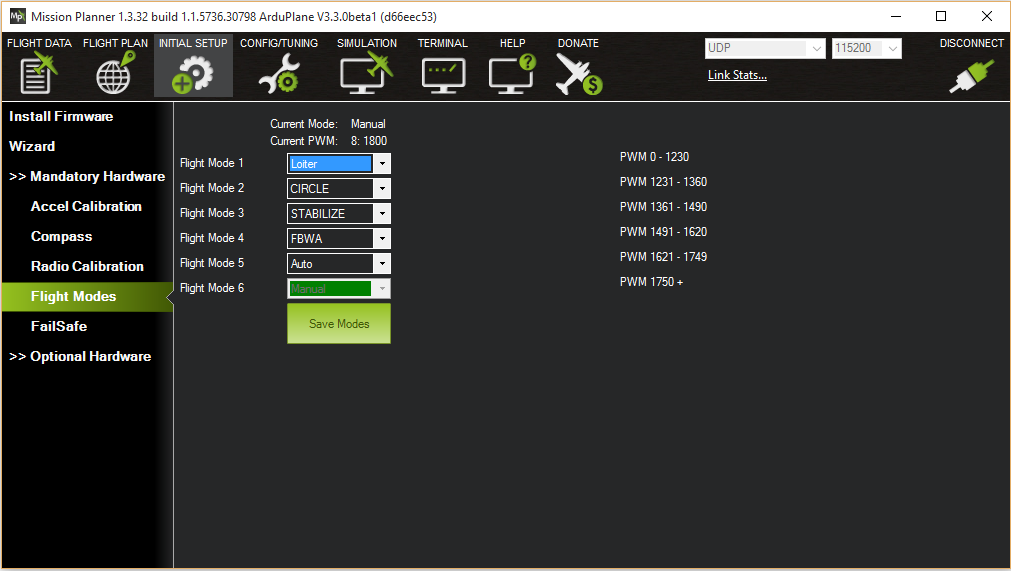 Mission Planner 1.3.32 build 1.1.5736.30798 ArduPlane V3.3.0beta1 (d66eec53)
FLIGHT DATA FLIGHT PLAN INITIAL SETUP CONFIG/TUNING SIMULATION TERMINAL HELP DONATE UDP 115200 DISCONNECT
Link Stats...
Install Firmware
Wizard
>> Mandatory Hardware
Accel Calibration
Compass
Radio Calibration
Flight Modes
FailSafe
>> Optional Hardware
Current Mode: Manual
Current PWM: 8: 1800
Flight Mode 1 Loiter PWM 0 - 1230
Flight Mode 2 CIRCLE PWM 1231 - 1360
Flight Mode 3 STABILIZE PWM 1361 - 1490
Flight Mode 4 FBWA PWM 1491 - 1620
Flight Mode 5 Auto PWM 1621 - 1749
Flight Mode 6 Manual PWM 1750 +
Save Modes